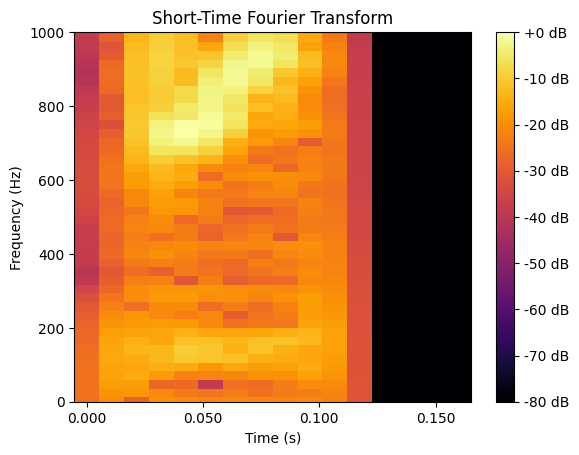 Short-Time Fourier Transform
1000
800
600
400
200
0
Frequency (Hz)
0.000
0.050
0.100
0.150
Time (s)
+0 dB
-10 dB
-20 dB
-30 dB
-40 dB
-50 dB
-60 dB
-70 dB
-80 dB